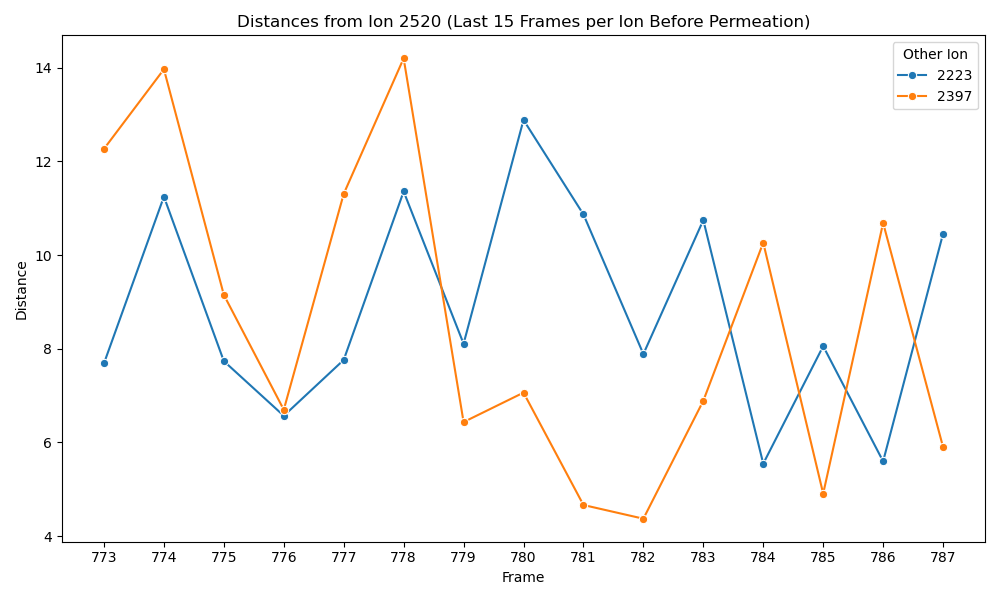 Distances from Ion 2520 (Last 15 Frames per Ion Before Permeation)
Other Ion
2223
2397
14
12
10
8
6
4
Distance
773 774 775 776 777 778 779 780 781 782 783 784 785 786 787
Frame